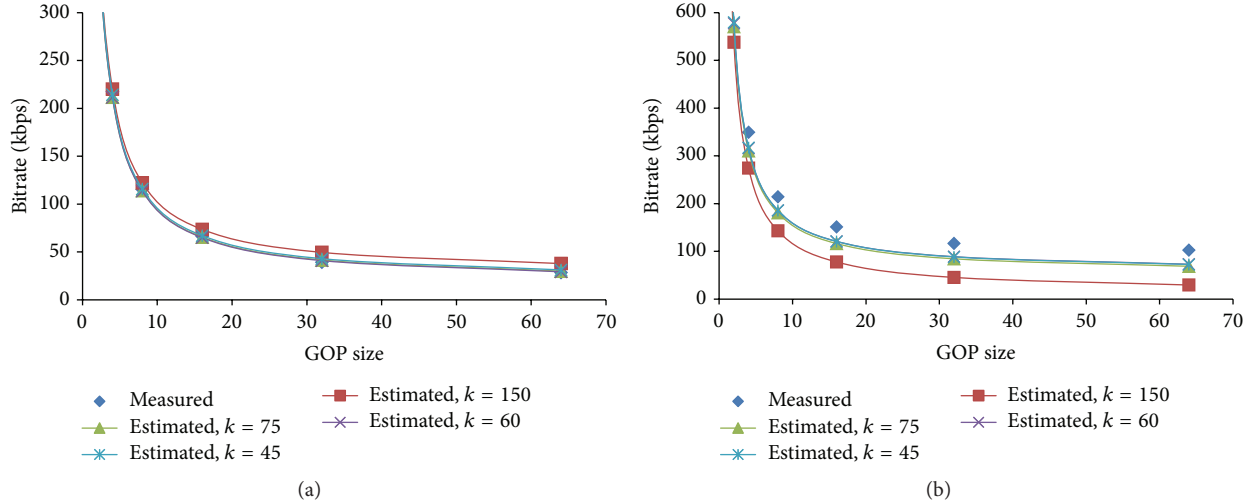 300
250
200
150
100
50
0
Bitrate (kbps)
0 10 20 30 40 50 60 70
GOP size
Measured
Estimated, k = 75
Estimated, k = 45
Estimated, k = 150
Estimated, k = 60
(a)
600
500
400
300
200
100
0
Bitrate (kbps)
0 10 20 30 40 50 60 70
GOP size
Measured
Estimated, k = 75
Estimated, k = 45
Estimated, k = 150
Estimated, k = 60
(b)